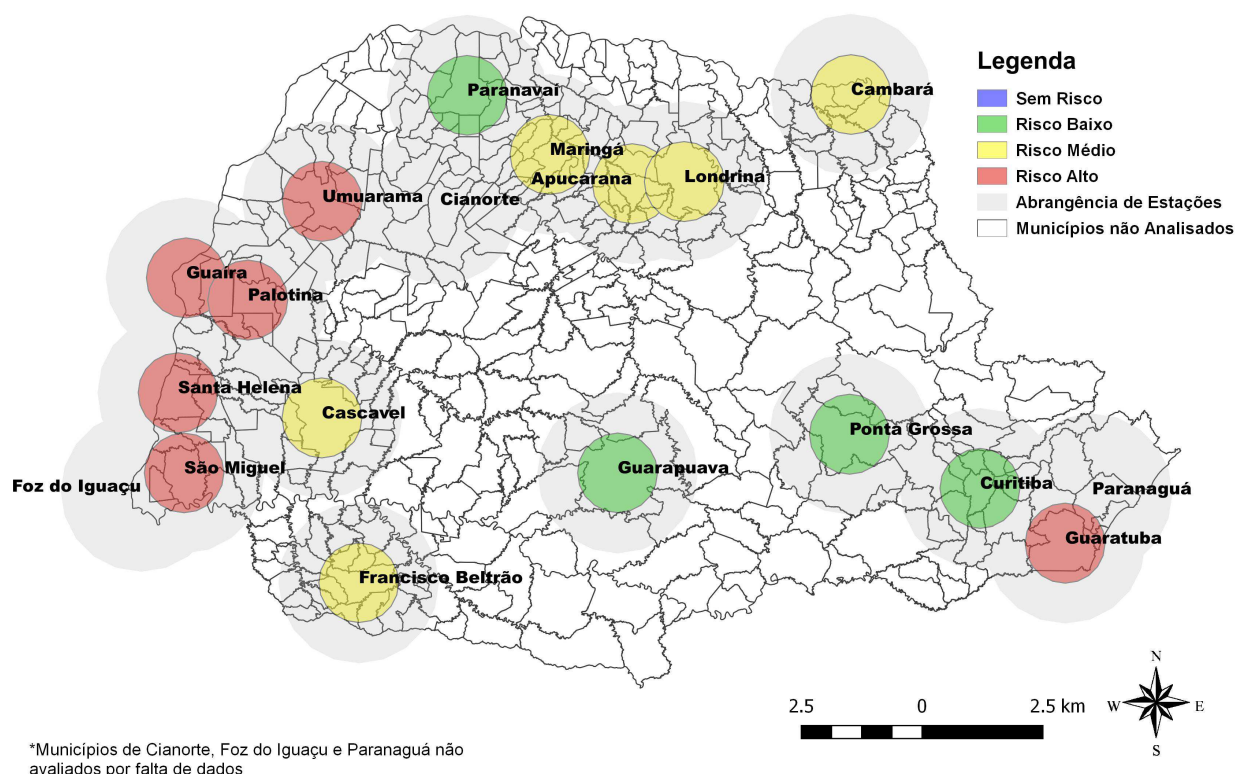 Legenda
Sem Risco
Risco Baixo
Risco Médio
Risco Alto
Abrangência de Estações
Municípios não Analisados
Paranavaí
Cambará
Maringá
Apucarana
Londrina
Umuarama
Cianorte
Guaíra
Palotina
Santa Helena
Cascavel
São Miguel
Foz do Iguaçu
Guarapuava
Ponta Grossa
Curitiba
Paranaguá
Guaratuba
Francisco Beltrão
2.5 0 2.5 km
N
W E
S
*Municípios de Cianorte, Foz do Iguaçu e Paranaguá não
avaliados por falta de dados